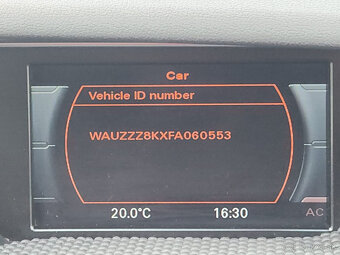 Car
Vehicle ID number
WAUZZZ8KXFA060553
20.0°C 16:30 AC